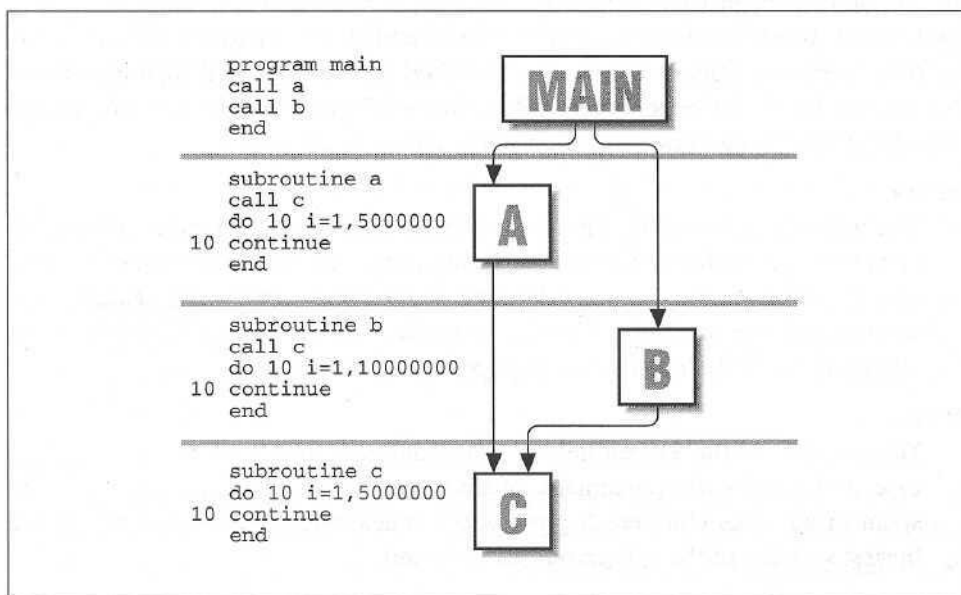 program main
call a
call b
end
MAIN
subroutine a
call c
do 10 i=1,5000000
10 continue
end
A
subroutine b
call c
do 10 i=1,10000000
10 continue
end
B
subroutine c
do 10 i=1,5000000
10 continue
end
C